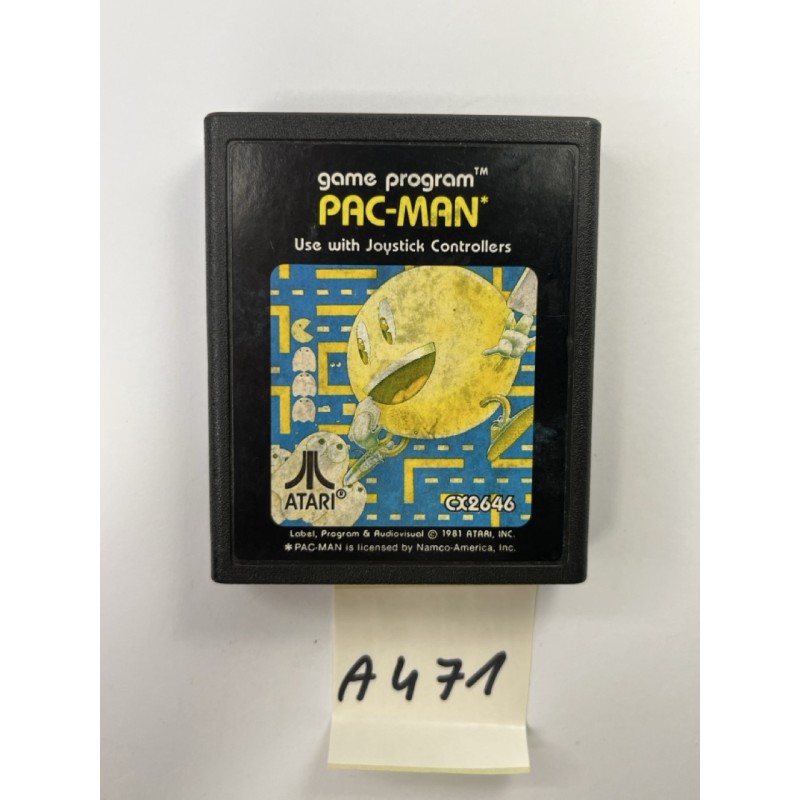 game program™
PAC-MAN*
Use with Joystick Controllers
ATARI®
CX2646
Label, Program & Audiovisual © 1981 ATARI, INC.
*PAC-MAN is licensed by Namco-America, Inc.
A471